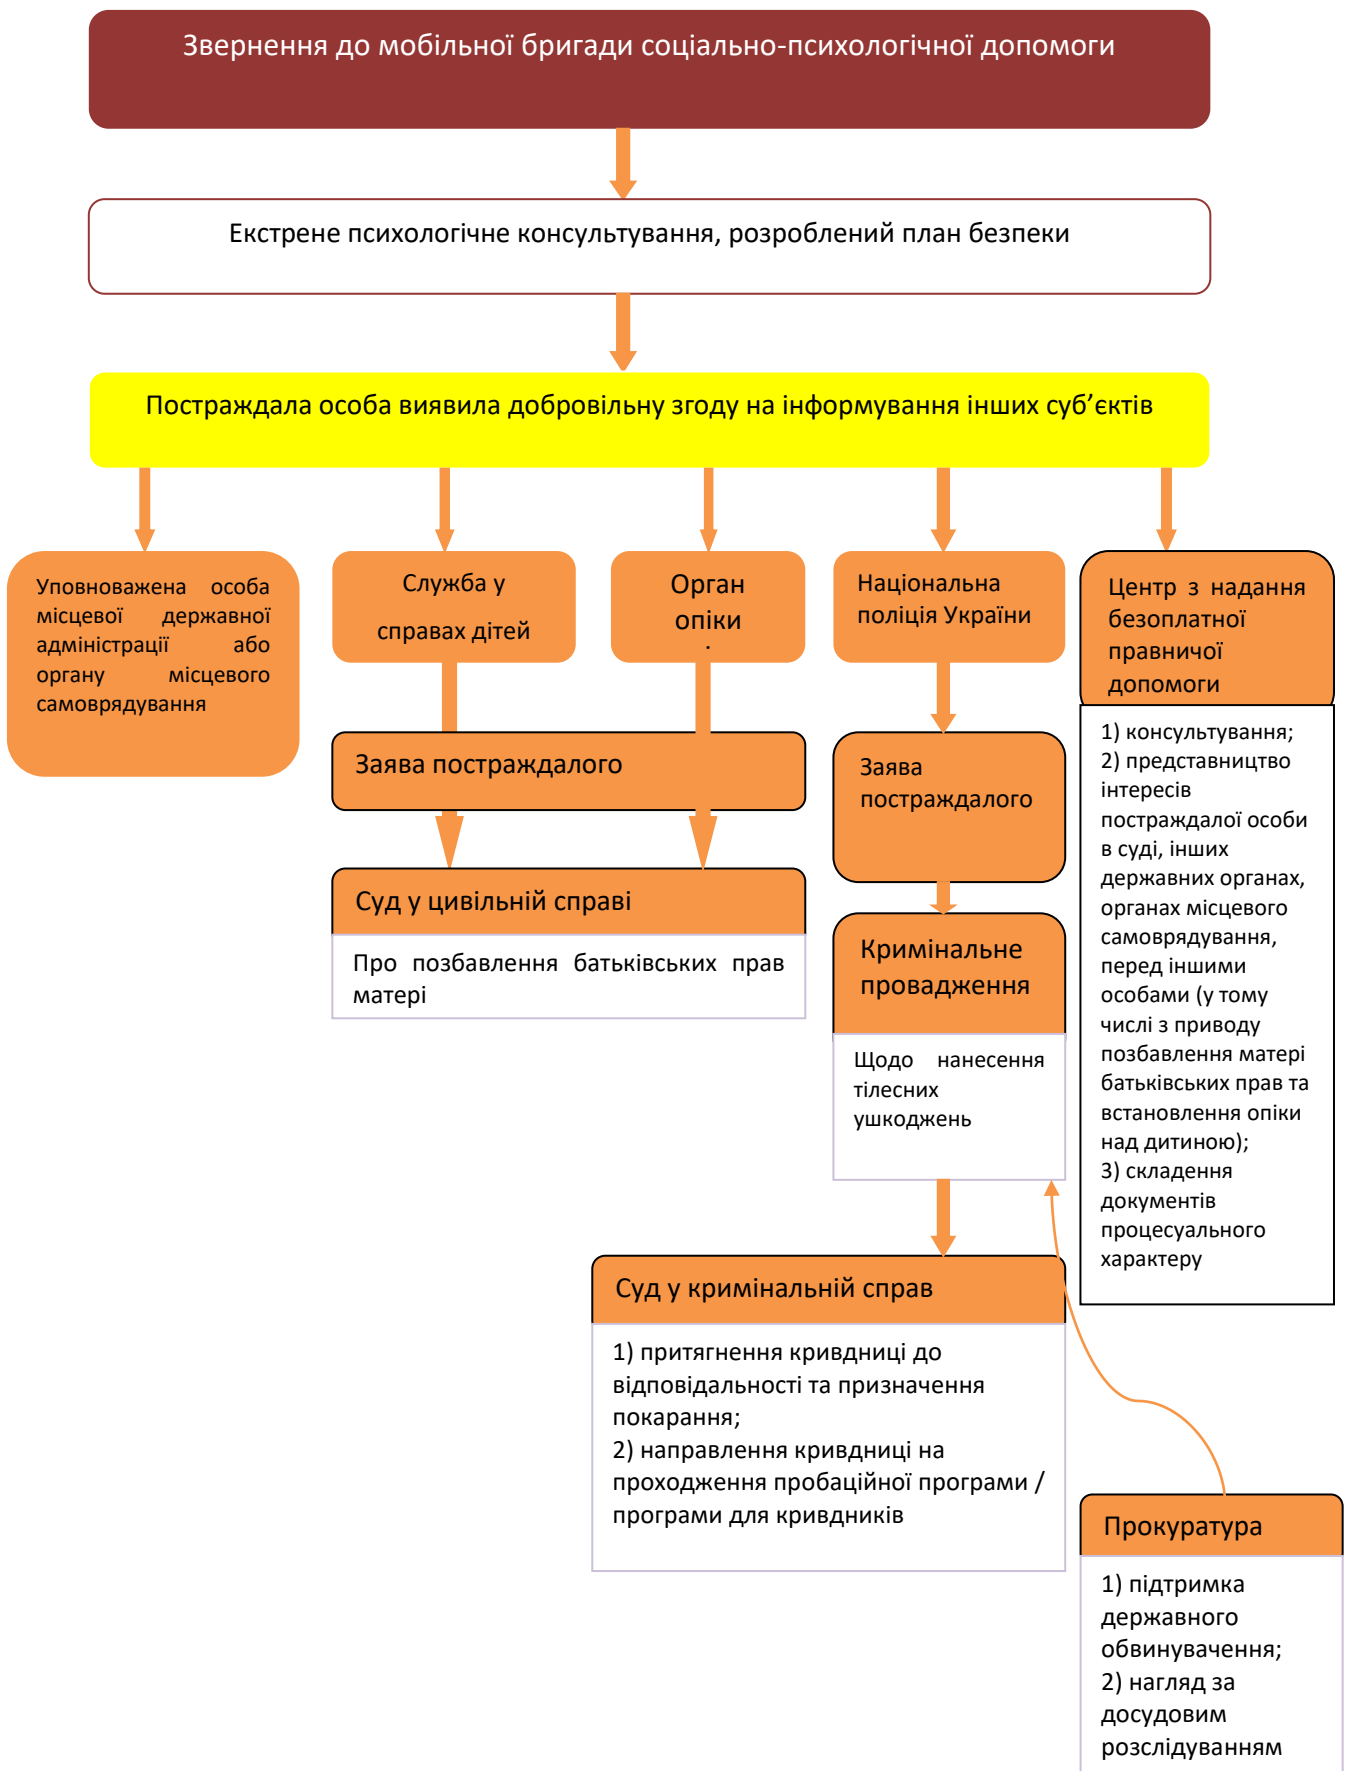 Звернення до мобільної бригади соціально-психологічної допомоги
Екстрене психологічне консультування, розроблений план безпеки
Постраждала особа виявила добровільну згоду на інформування інших суб’єктів
Уповноважена особа
місцевої державної
адміністрації або
органу місцевого
самоврядування
Служба у
справах дітей
Орган
опіки
.
Національна
поліція України
Центр з надання
безоплатної
правничої
допомоги
1) консультування;
2) представництво
інтересів
постраждалої особи
в суді, інших
державних органах,
органах місцевого
самоврядування,
перед іншими
особами (у тому
числі з приводу
позбавлення матері
батьківських прав та
встановлення опіки
над дитиною);
3) складення
документів
процесуального
характеру
Заява постраждалого
Суд у цивільній справі
Про позбавлення батьківських прав
матері
Заява
постраждалого
Кримінальне
провадження
Щодо нанесення
тілесних
ушкоджень
Суд у кримінальній справ
1) притягнення кривдниці до
відповідальності та призначення
покарання;
2) направлення кривдниці на
проходження пробаційної програми /
програми для кривдників
Прокуратура
1) підтримка
державного
обвинувачення;
2) нагляд за
досудовим
розслідуванням